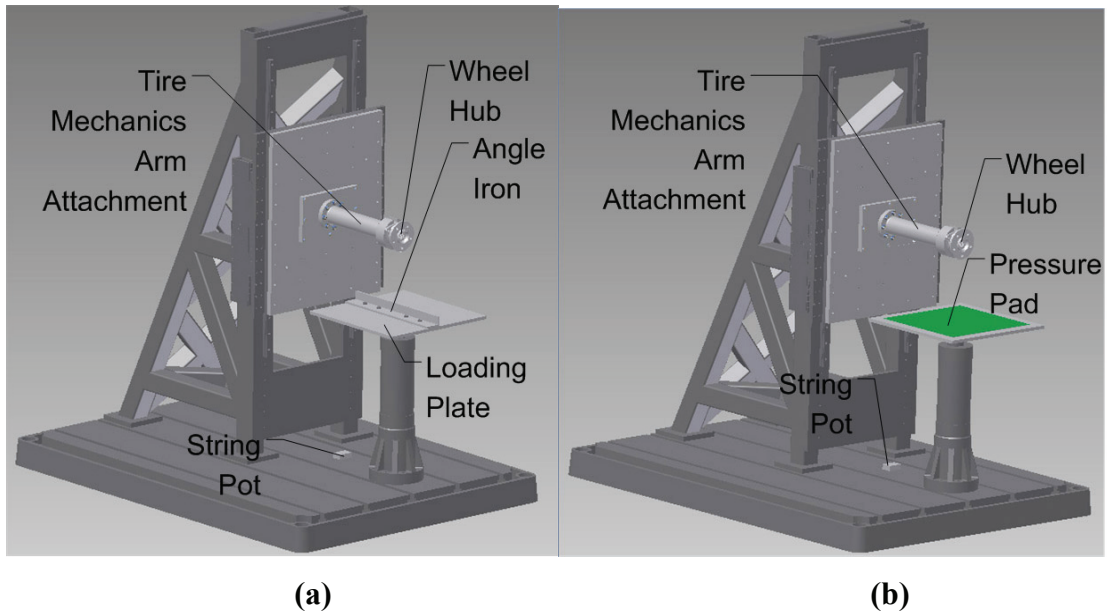 Tire
Mechanics
Arm
Attachment
Wheel
Hub
Angle
Iron
Loading
Plate
String
Pot
Tire
Mechanics
Arm
Attachment
Wheel
Hub
Pressure
Pad
String
Pot
(a)
(b)